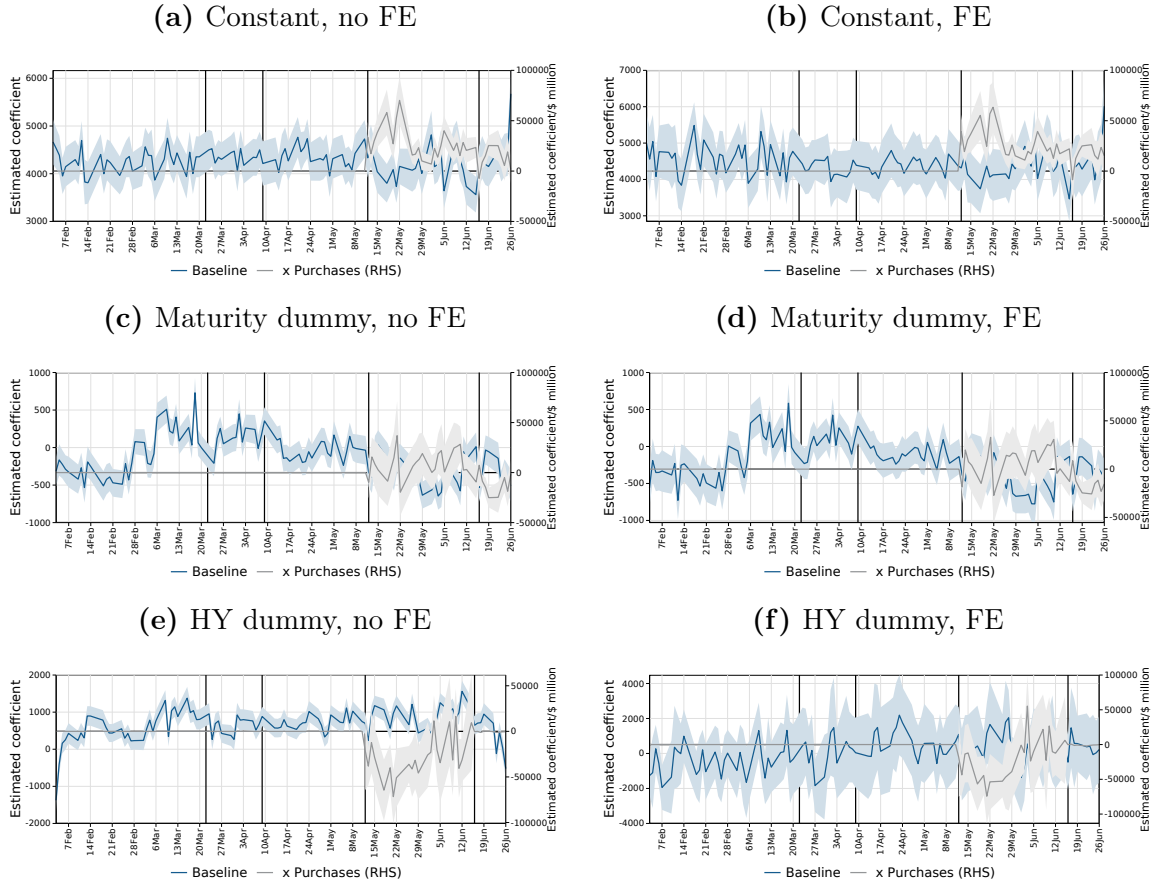 (a) Constant, no FE
(b) Constant, FE
Estimated coefficient
6000
5000
4000
3000
100000
50000
0
-50000
Estimated coefficient/$ million
7Feb 14Feb 21Feb 28Feb 6Mar 13Mar 20Mar 27Mar 3Apr 10Apr 17Apr 24Apr 1May 8May 15May 22May 29May 5Jun 12Jun 19Jun 26Jun
Baseline x Purchases (RHS)
Estimated coefficient
7000
6000
5000
4000
3000
100000
50000
0
-50000
Estimated coefficient/$ million
7Feb 14Feb 21Feb 28Feb 6Mar 13Mar 20Mar 27Mar 3Apr 10Apr 17Apr 24Apr 1May 8May 15May 22May 29May 5Jun 12Jun 19Jun 26Jun
Baseline x Purchases (RHS)
(c) Maturity dummy, no FE
(d) Maturity dummy, FE
Estimated coefficient
1000
500
0
-500
-1000
100000
50000
0
-50000
Estimated coefficient/$ million
7Feb 14Feb 21Feb 28Feb 6Mar 13Mar 20Mar 27Mar 3Apr 10Apr 17Apr 24Apr 1May 8May 15May 22May 29May 5Jun 12Jun 19Jun 26Jun
Baseline x Purchases (RHS)
Estimated coefficient
1000
500
0
-500
-1000
100000
50000
0
-50000
Estimated coefficient/$ million
7Feb 14Feb 21Feb 28Feb 6Mar 13Mar 20Mar 27Mar 3Apr 10Apr 17Apr 24Apr 1May 8May 15May 22May 29May 5Jun 12Jun 19Jun 26Jun
Baseline x Purchases (RHS)
(e) HY dummy, no FE
(f) HY dummy, FE
Estimated coefficient
2000
1000
0
-1000
-2000
50000
0
-50000
-100000
Estimated coefficient/$ million
7Feb 14Feb 21Feb 28Feb 6Mar 13Mar 20Mar 27Mar 3Apr 10Apr 17Apr 24Apr 1May 8May 15May 22May 29May 5Jun 12Jun 19Jun 26Jun
Baseline x Purchases (RHS)
Estimated coefficient
4000
2000
0
-2000
-4000
50000
0
-50000
-100000
Estimated coefficient/$ million
7Feb 14Feb 21Feb 28Feb 6Mar 13Mar 20Mar 27Mar 3Apr 10Apr 17Apr 24Apr 1May 8May 15May 22May 29May 5Jun 12Jun 19Jun 26Jun
Baseline x Purchases (RHS)